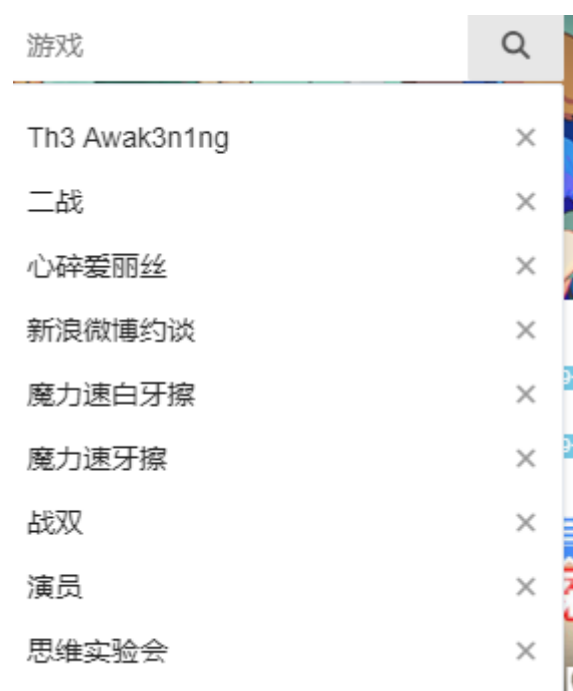 游戏
Th3 Awak3n1ng
二战
心碎爱丽丝
新浪微博约谈
魔力速白牙擦
魔力速牙擦
战双
演员
思维实验会